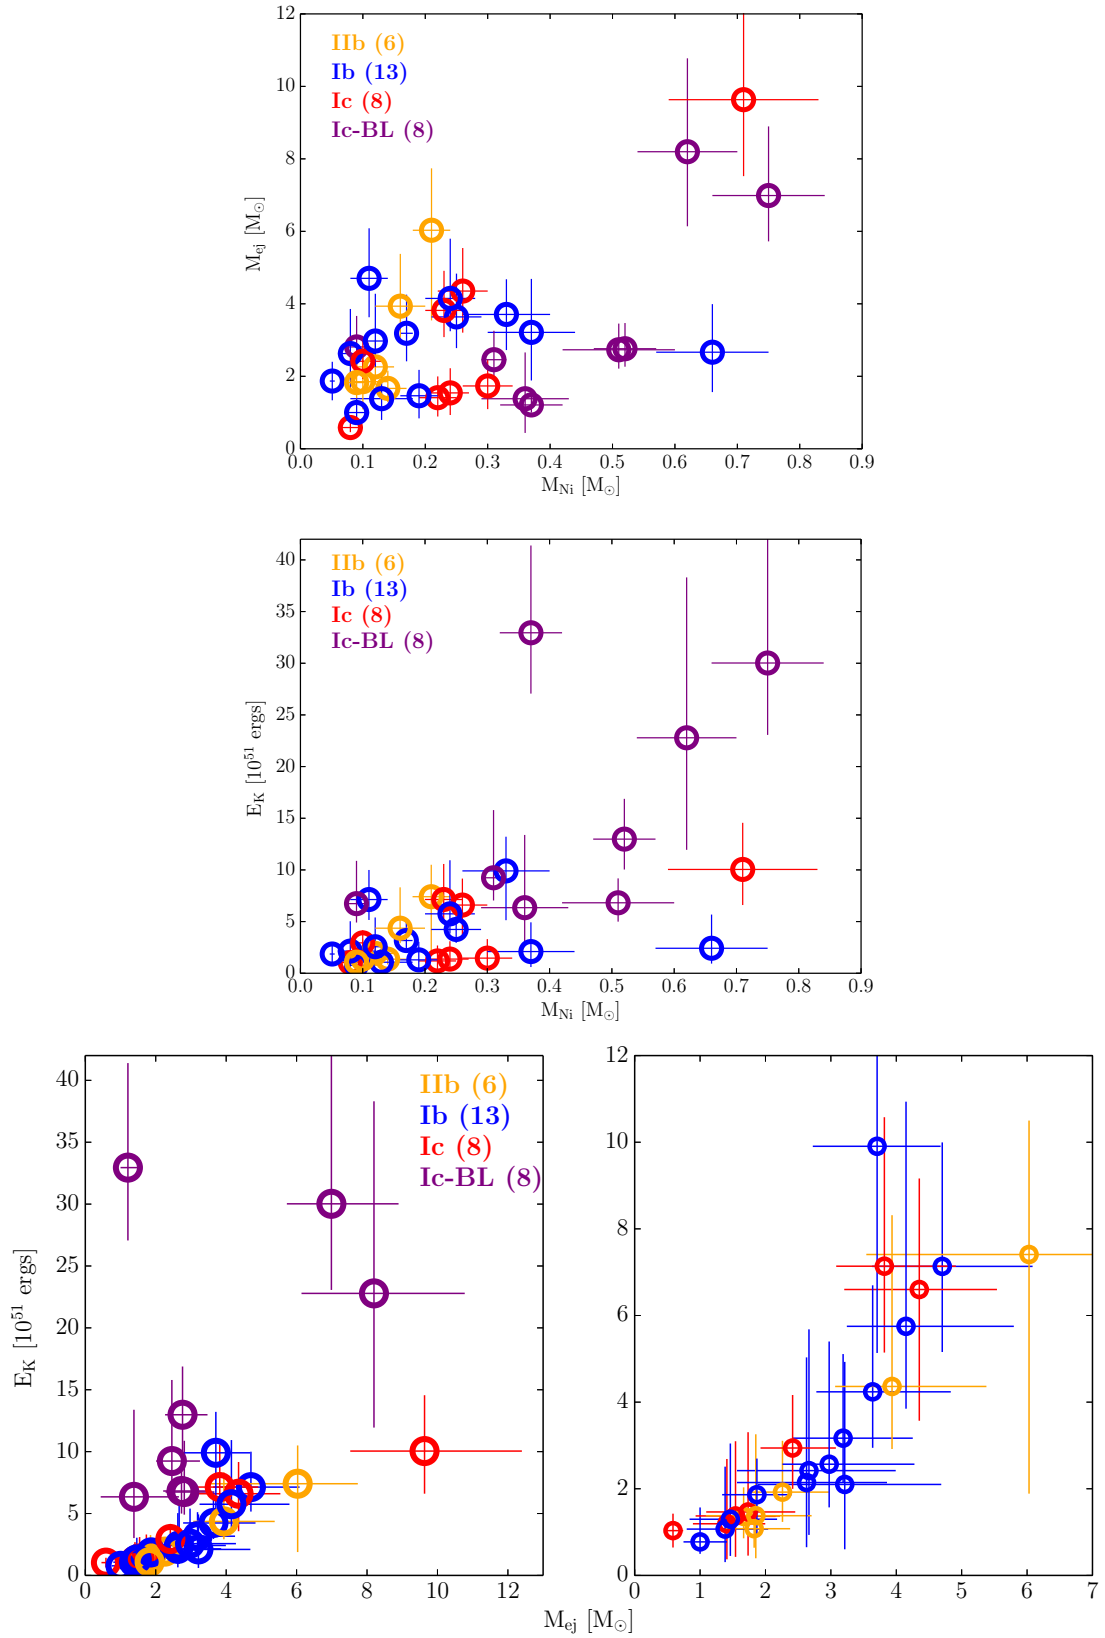 12
10
8
6
4
2
0
M_ej [M_⊙]
IIb (6)
Ib (13)
Ic (8)
Ic-BL (8)
0.0 0.1 0.2 0.3 0.4 0.5 0.6 0.7 0.8 0.9
M_Ni [M_⊙]
40
35
30
25
20
15
10
5
0
E_K [10^51 ergs]
IIb (6)
Ib (13)
Ic (8)
Ic-BL (8)
0.0 0.1 0.2 0.3 0.4 0.5 0.6 0.7 0.8 0.9
M_Ni [M_⊙]
40
35
30
25
20
15
10
5
0
E_K [10^51 ergs]
IIb (6)
Ib (13)
Ic (8)
Ic-BL (8)
0 2 4 6 8 10 12
12
10
8
6
4
2
0
0 1 2 3 4 5 6 7
M_ej [M_⊙]